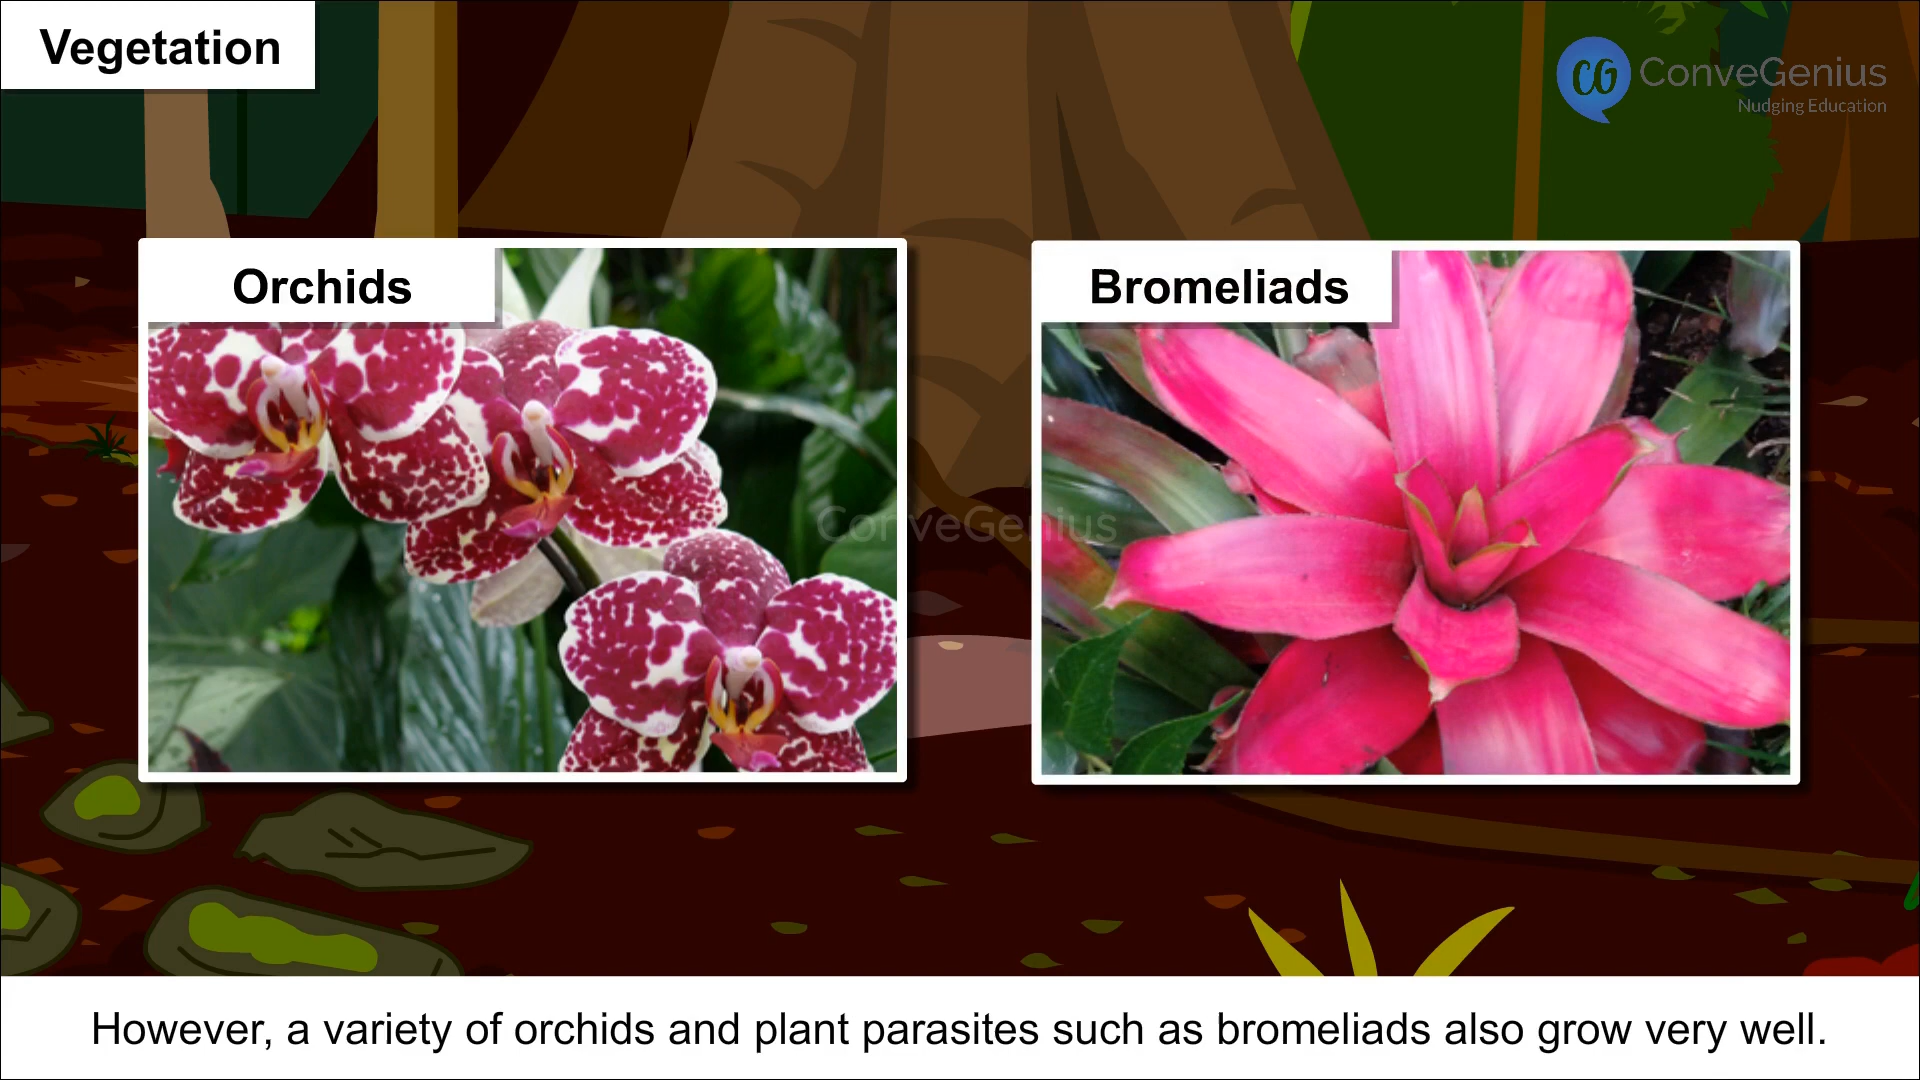 Vegetation
CG ConveGenius
Nudging Education
Orchids
Bromeliads
ConveGenius
However, a variety of orchids and plant parasites such as bromeliads also grow very well.